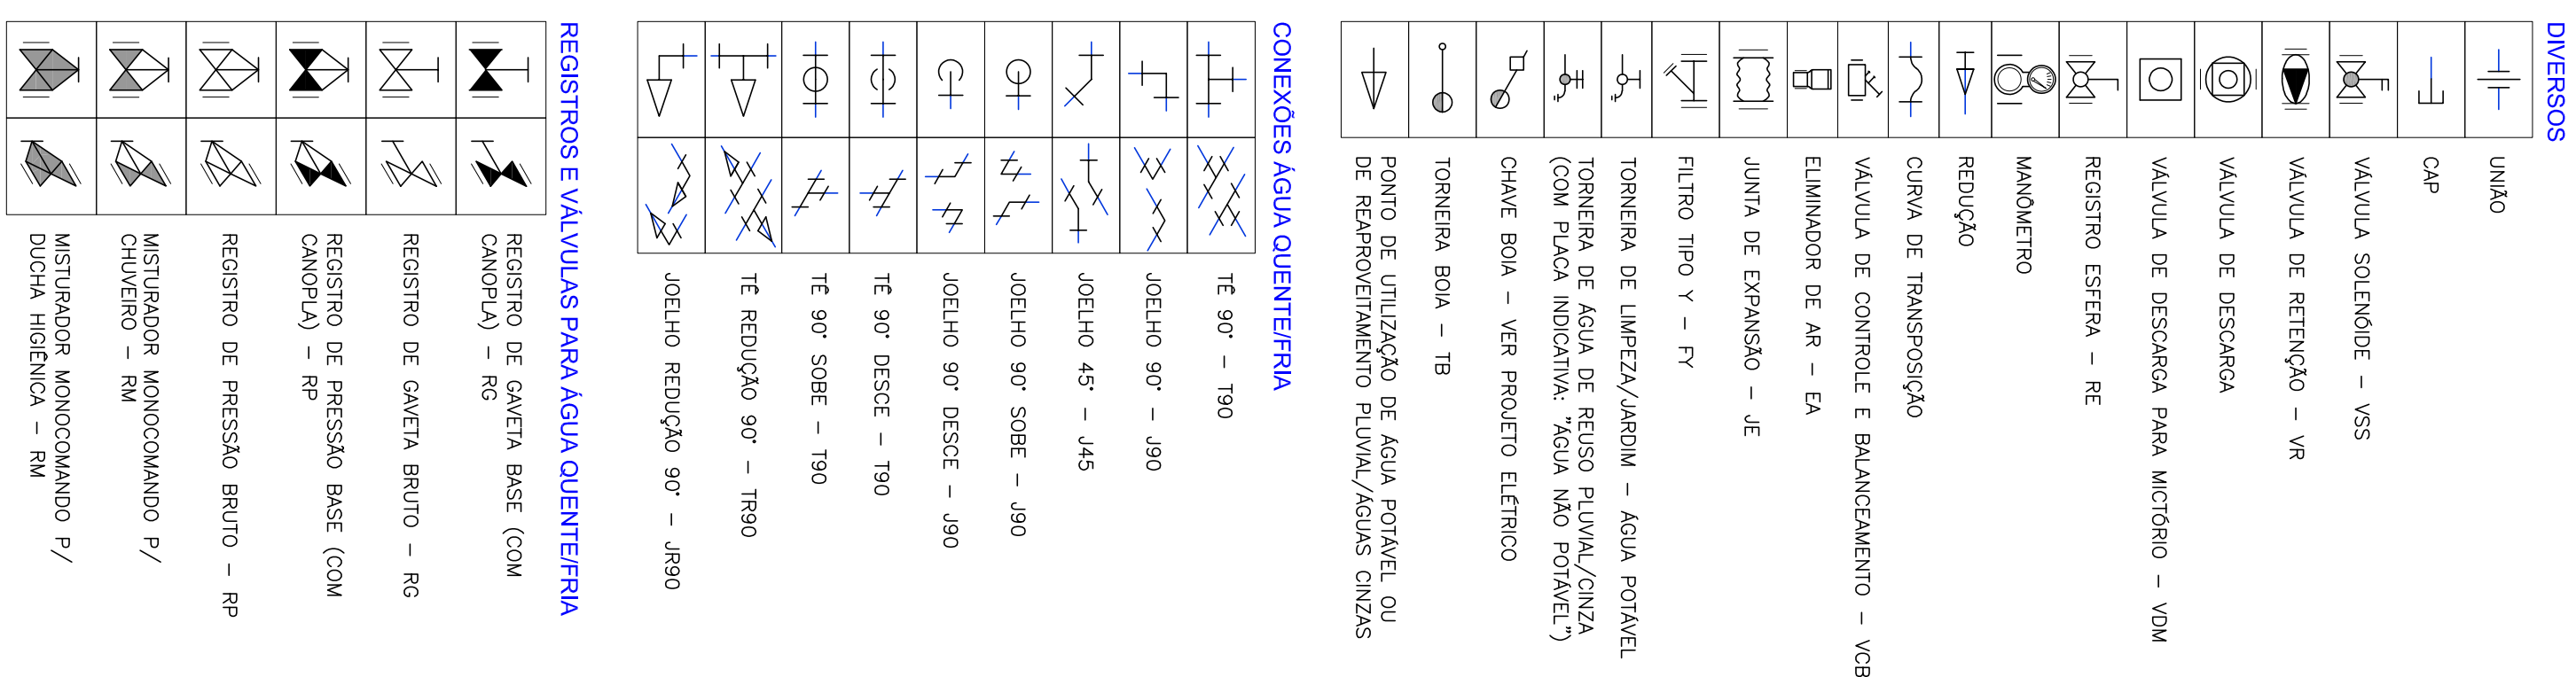 DIVERSOS
UNIÃO
CAP
VÁLVULA SOLENÓIDE – VSS
VÁLVULA DE RETENÇÃO – VR
VÁLVULA DE DESCARGA
VÁLVULA DE DESCARGA PARA MICTÓRIO – VDM
REGISTRO ESFERA – RE
MANÔMETRO
REDUÇÃO
CURVA DE TRANSPOSIÇÃO
VÁLVULA DE CONTROLE E BALANCEAMENTO – VCB
ELIMINADOR DE AR – EA
JUNTA DE EXPANSÃO – JE
FILTRO TIPO Y – FY
TORNEIRA DE LIMPEZA/JARDIM – ÁGUA POTÁVEL
TORNEIRA DE ÁGUA DE REUSO PLUVIAL/CINZA
(COM PLACA INDICATIVA: "ÁGUA NÃO POTÁVEL")
CHAVE BOIA – VER PROJETO ELÉTRICO
TORNEIRA BOIA – TB
PONTO DE UTILIZAÇÃO DE ÁGUA POTÁVEL OU
DE REAPROVEITAMENTO PLUVIAL/ÁGUAS CINZAS
CONEXÕES ÁGUA QUENTE/FRIA
TÊ 90° – T90
JOELHO 90° – J90
JOELHO 45° – J45
JOELHO 90° SOBE – J90
JOELHO 90° DESCE – J90
TÊ 90° DESCE – T90
TÊ 90° SOBE – T90
TÊ REDUÇÃO 90° – TR90
JOELHO REDUÇÃO 90° – JR90
REGISTROS E VÁLVULAS PARA ÁGUA QUENTE/FRIA
REGISTRO DE GAVETA BASE (COM
CANOPLA) – RG
REGISTRO DE GAVETA BRUTO – RG
REGISTRO DE PRESSÃO BASE (COM
CANOPLA) – RP
REGISTRO DE PRESSÃO BRUTO – RP
MISTURADOR MONOCOMANDO P/
CHUVEIRO – RM
MISTURADOR MONOCOMANDO P/
DUCHA HIGIÊNICA – RM